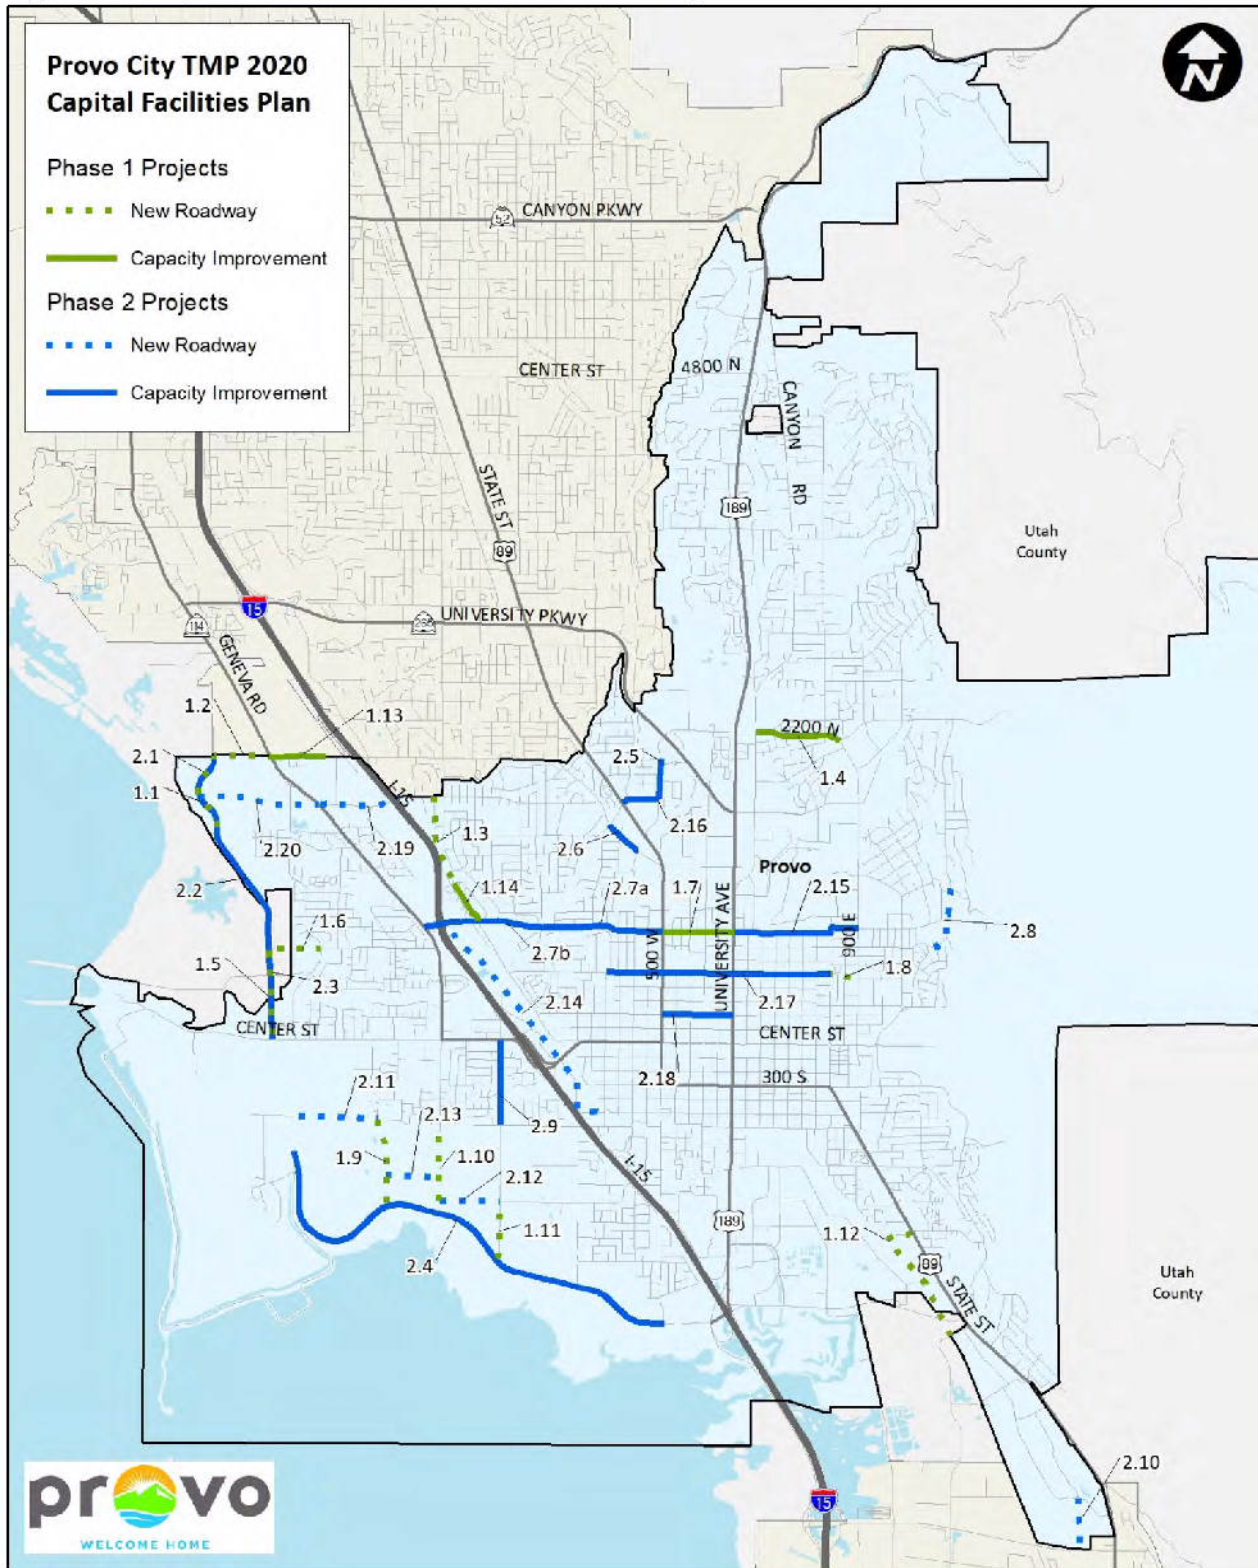 Provo City TMP 2020
Capital Facilities Plan
Phase 1 Projects
New Roadway
Capacity Improvement
Phase 2 Projects
New Roadway
Capacity Improvement
N
52
CANYON PKWY
CENTER ST
4800 N
CANYON RD
STATE ST
189
Utah
County
89
15
UNIVERSITY PKWY
114
265
GENEVA RD
1.2
1.13
2200 N
2.1
2.5
1.4
1.1
I-15
1.3
2.16
2.20
2.19
2.6
Provo
2.2
1.14
2.7a
1.7
2.15
1.6
2.7b
500 W
UNIVERSITY AVE
900 E
2.8
1.5
2.3
1.8
2.14
2.17
CENTER ST
CENTER ST
2.18
300 S
2.11
2.13
2.9
1.9
1.10
I-15
2.12
189
1.11
1.12
2.4
89
STATE ST
Utah
County
2.10
15
provo
WELCOME HOME